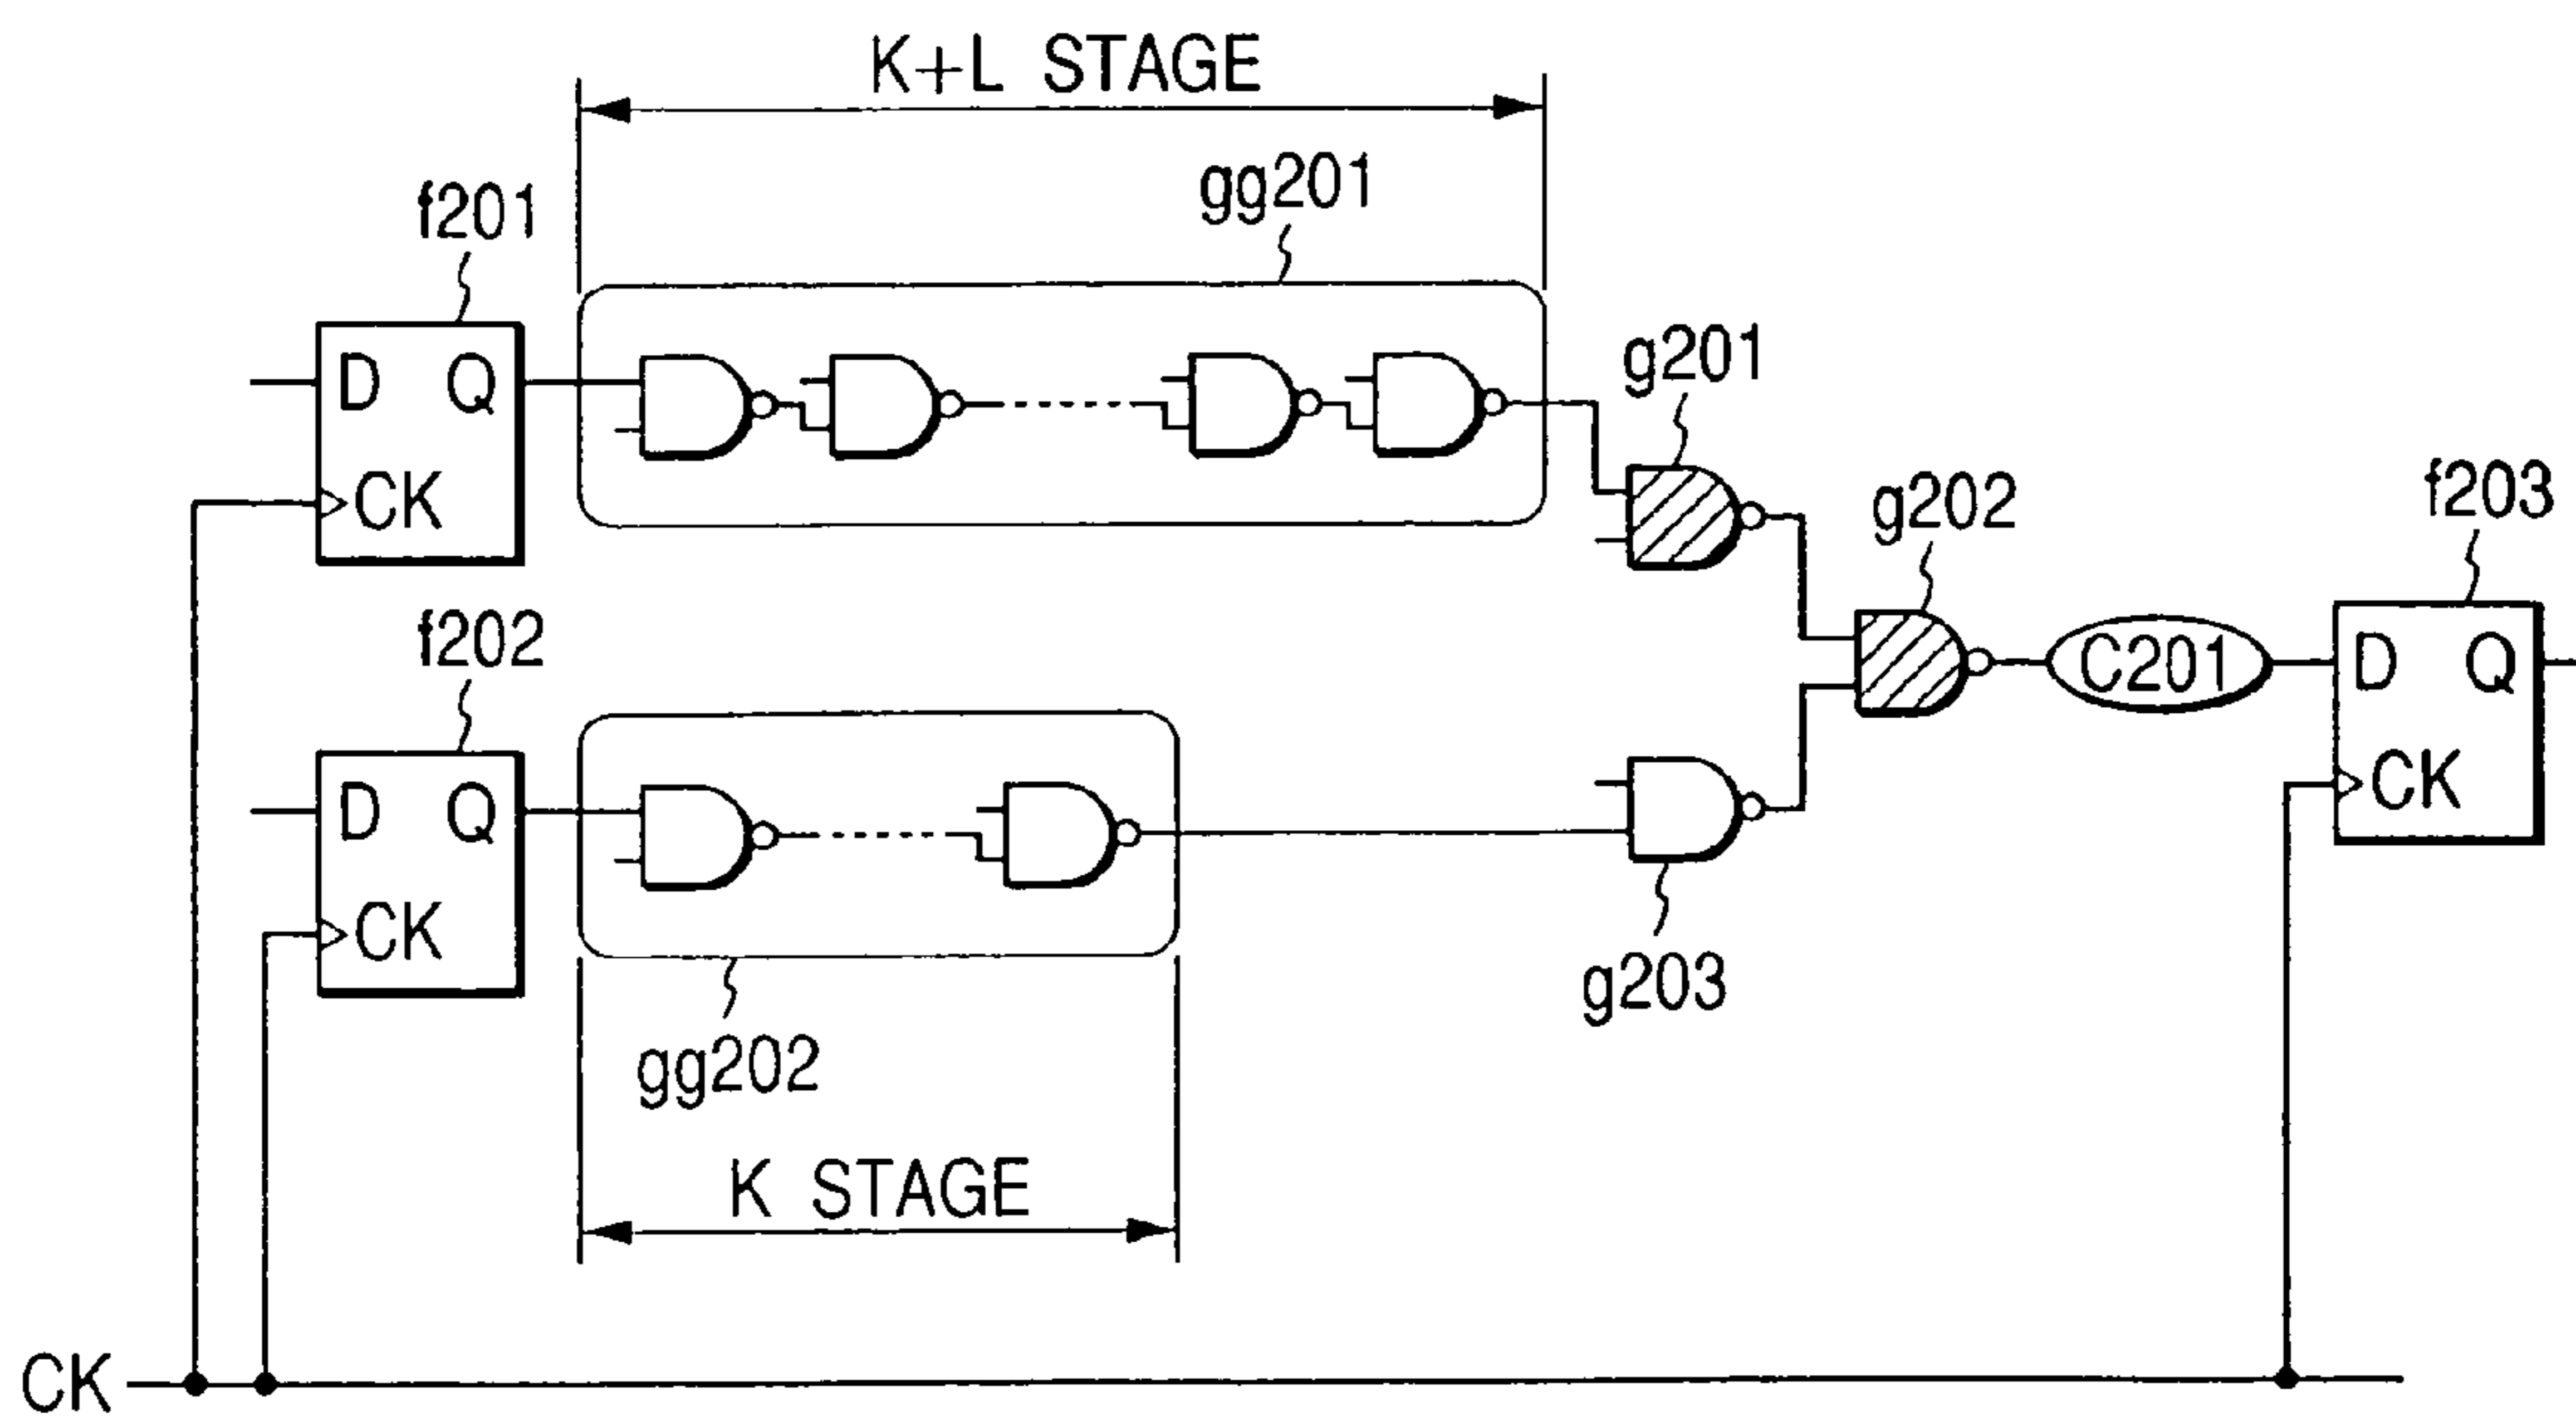 K+L STAGE
gg201
f201
g201
D Q
CK
g202
f203
f202
C201
D Q
CK
D Q
CK
g203
gg202
K STAGE
CK